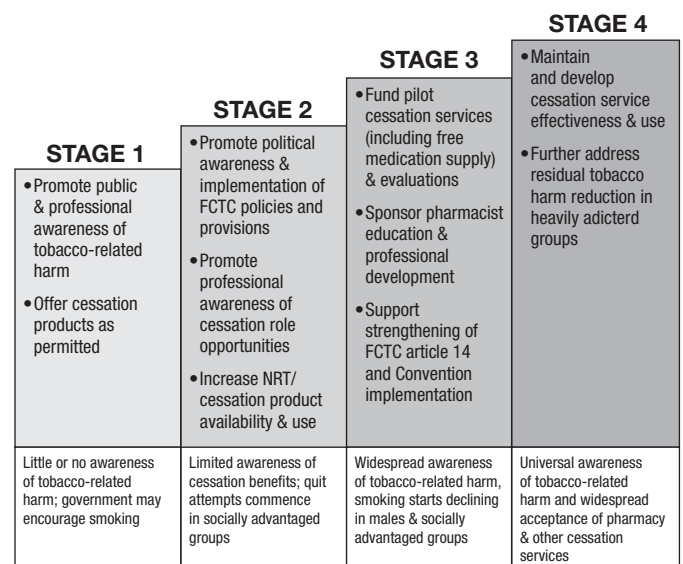 STAGE 1
• Promote public
& professional
awareness of
tobacco-related
harm
• Offer cessation
products as
permitted
Little or no awareness
of tobacco-related
harm; government may
encourage smoking
STAGE 2
• Promote political
awareness &
implementation of
FCTC policies and
provisions
• Promote
professional
awareness of
cessation role
opportunities
• Increase NRT/
cessation product
availability & use
Limited awareness of
cessation benefits; quit
attempts commence
in socially advantaged
groups
STAGE 3
• Fund pilot
cessation services
(including free
medication supply)
& evaluations
• Sponsor pharmacist
education &
professional
development
• Support
strengthening of
FCTC article 14
and Convention
implementation
Widespread awareness
of tobacco-related harm,
smoking starts declining
in males & socially
advantaged groups
STAGE 4
• Maintain
and develop
cessation service
effectiveness & use
• Further address
residual tobacco
harm reduction in
heavily adicterd
groups
Universal awareness
of tobacco-related
harm and widespread
acceptance of pharmacy
& other cessation
services